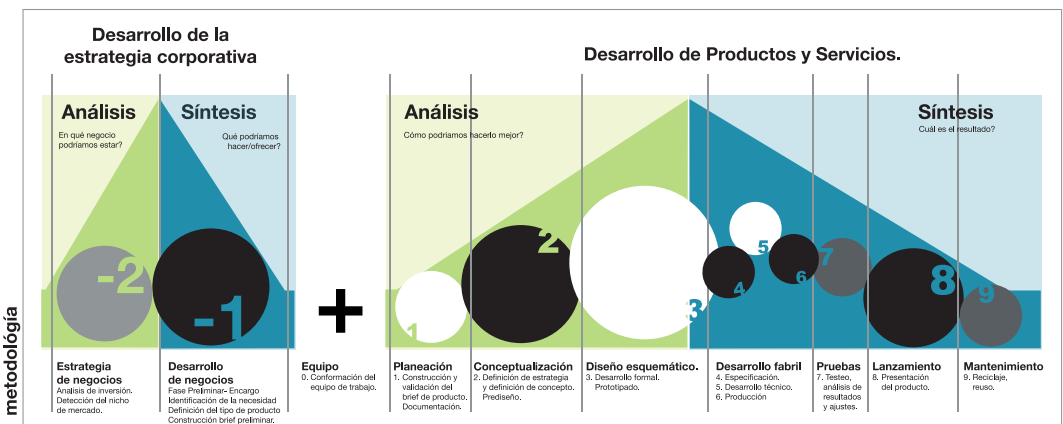 metodológía
Desarrollo de la
estrategia corporativa
Análisis
En qué negocio
podríamos estar?
Síntesis
Qué podríamos
hacer/ofrecer?
-2
-1
Estrategia
de negocios
Analisis de inversión.
Detección del nicho
de mercado.
Desarrollo
de negocios
Fase Preliminar- Encargo
Identificación de la necesidad
Definición del tipo de producto
Construcción brief preliminar.
+
Equipo
0. Conformación del
equipo de trabajo.
Desarrollo de Productos y Servicios.
Análisis
Cómo podríamos hacerlo mejor?
Síntesis
Cuál es el resultado?
1
2
3
4
5
6
7
8
9
Planeación
1. Construcción y
validación del
brief de producto.
Documentación.
Conceptualización
2. Definición de estrategia
y definición de concepto.
Prediseño.
Diseño esquemático.
3. Desarrollo formal.
Prototipado.
Desarrollo fabril
4. Especificación.
5. Desarrollo técnico.
6. Producción
Pruebas
7. Testeo,
análisis de
resultados
y ajustes.
Lanzamiento
8. Presentación
del producto.
Mantenimiento
9. Reciclaje,
reuso.